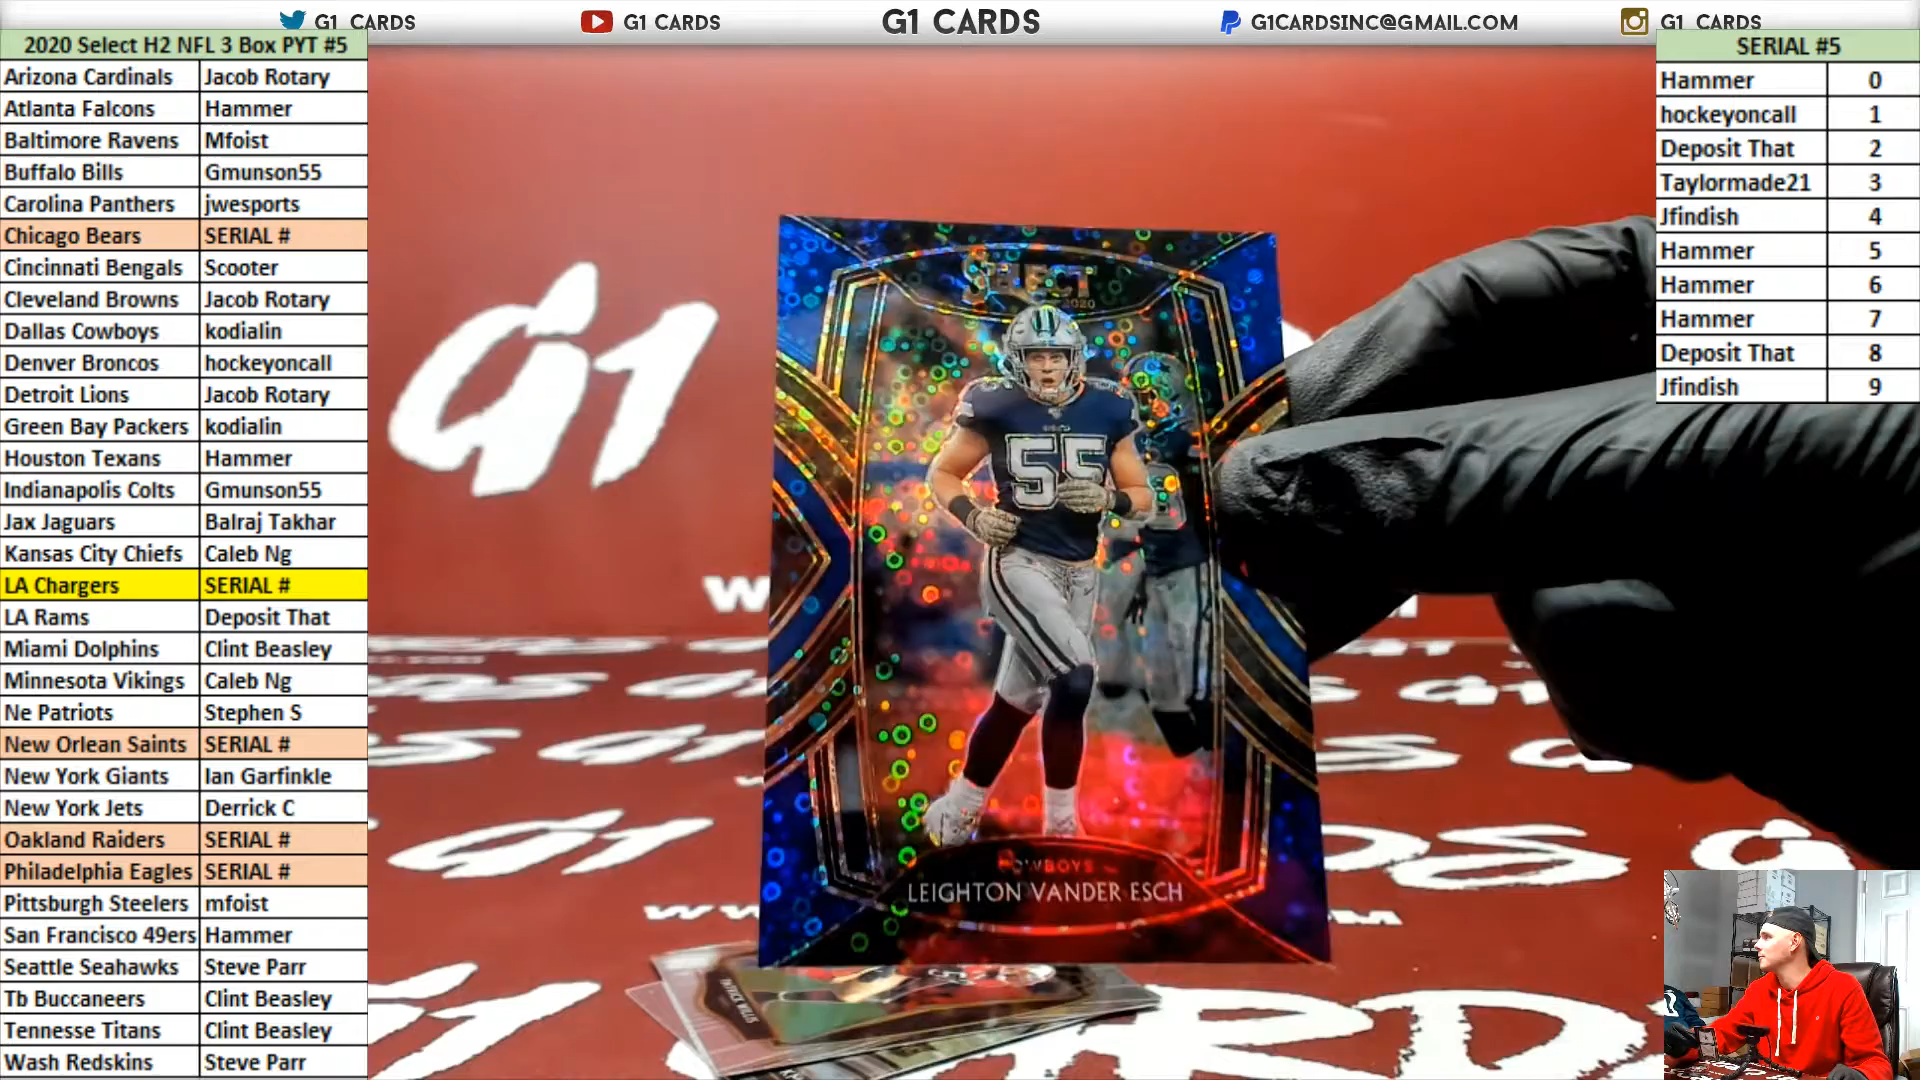 G1_CARDS
G1 CARDS
G1 CARDS
G1CARDSINC@GMAIL.COM
G1_CARDS
2020 Select H2 NFL 3 Box PYT #5
Arizona Cardinals Jacob Rotary
Atlanta Falcons Hammer
Baltimore Ravens Mfoist
Buffalo Bills Gmunson55
Carolina Panthers jwesports
Chicago Bears SERIAL #
Cincinnati Bengals Scooter
Cleveland Browns Jacob Rotary
Dallas Cowboys kodialin
Denver Broncos hockeyoncall
Detroit Lions Jacob Rotary
Green Bay Packers kodialin
Houston Texans Hammer
Indianapolis Colts Gmunson55
Jax Jaguars Balraj Takhar
Kansas City Chiefs Caleb Ng
LA Chargers SERIAL #
LA Rams Deposit That
Miami Dolphins Clint Beasley
Minnesota Vikings Caleb Ng
Ne Patriots Stephen S
New Orlean Saints SERIAL #
New York Giants Ian Garfinkle
New York Jets Derrick C
Oakland Raiders SERIAL #
Philadelphia Eagles SERIAL #
Pittsburgh Steelers mfoist
San Francisco 49ers Hammer
Seattle Seahawks Steve Parr
Tb Buccaneers Clint Beasley
Tennesse Titans Clint Beasley
Wash Redskins Steve Parr
SERIAL #5
Hammer 0
hockeyoncall 1
Deposit That 2
Taylormade21 3
Jfindish 4
Hammer 5
Hammer 6
Hammer 7
Deposit That 8
Jfindish 9
G1
SELECT
2020
55
COWBOYS
LEIGHTON VANDER ESCH
PATRICK WILLIS